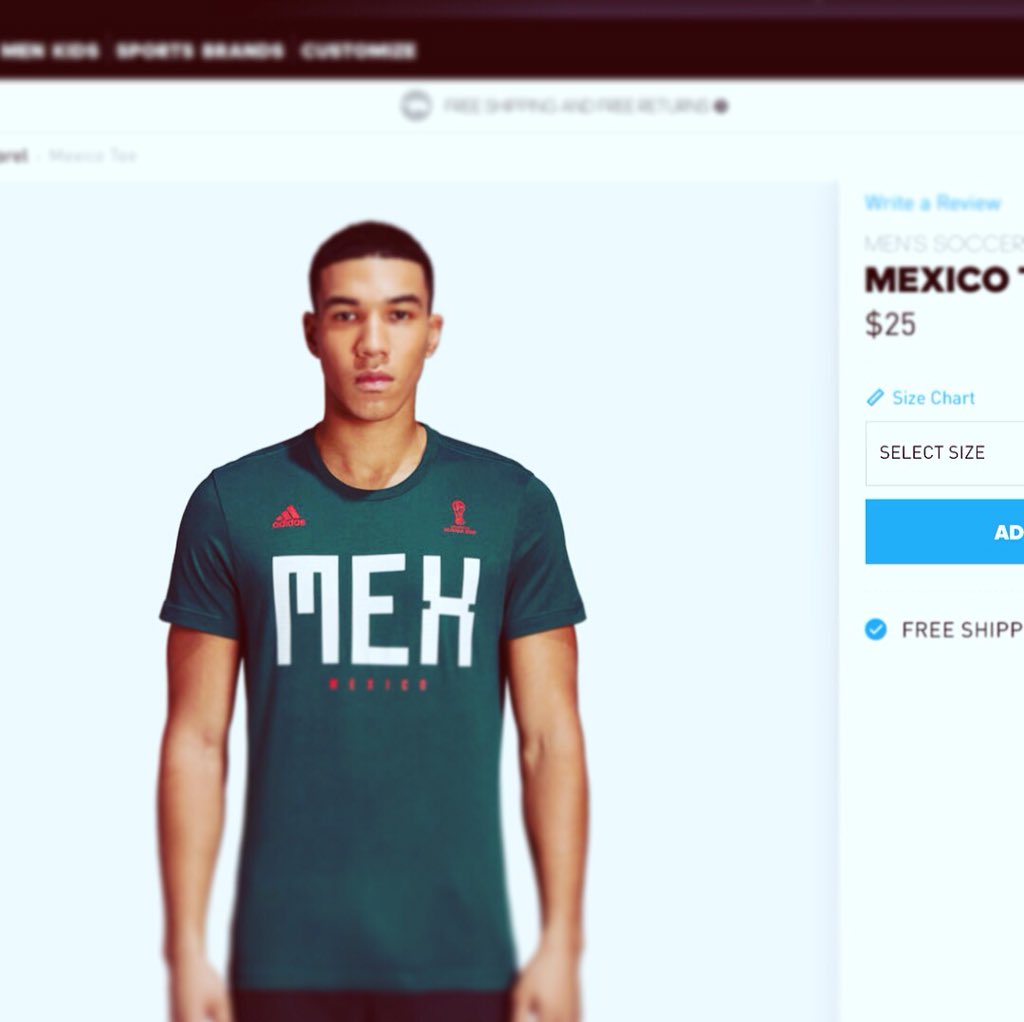 MEN KIDS SPORTS BRANDS CUSTOMIZE
FREE SHIPPING AND FREE RETURNS
Mexico Tee
Write a Review
MEN'S SOCCER
MEXICO T
$25
Size Chart
SELECT SIZE
AD
FREE SHIPP
adidas
MEX
MEXICO